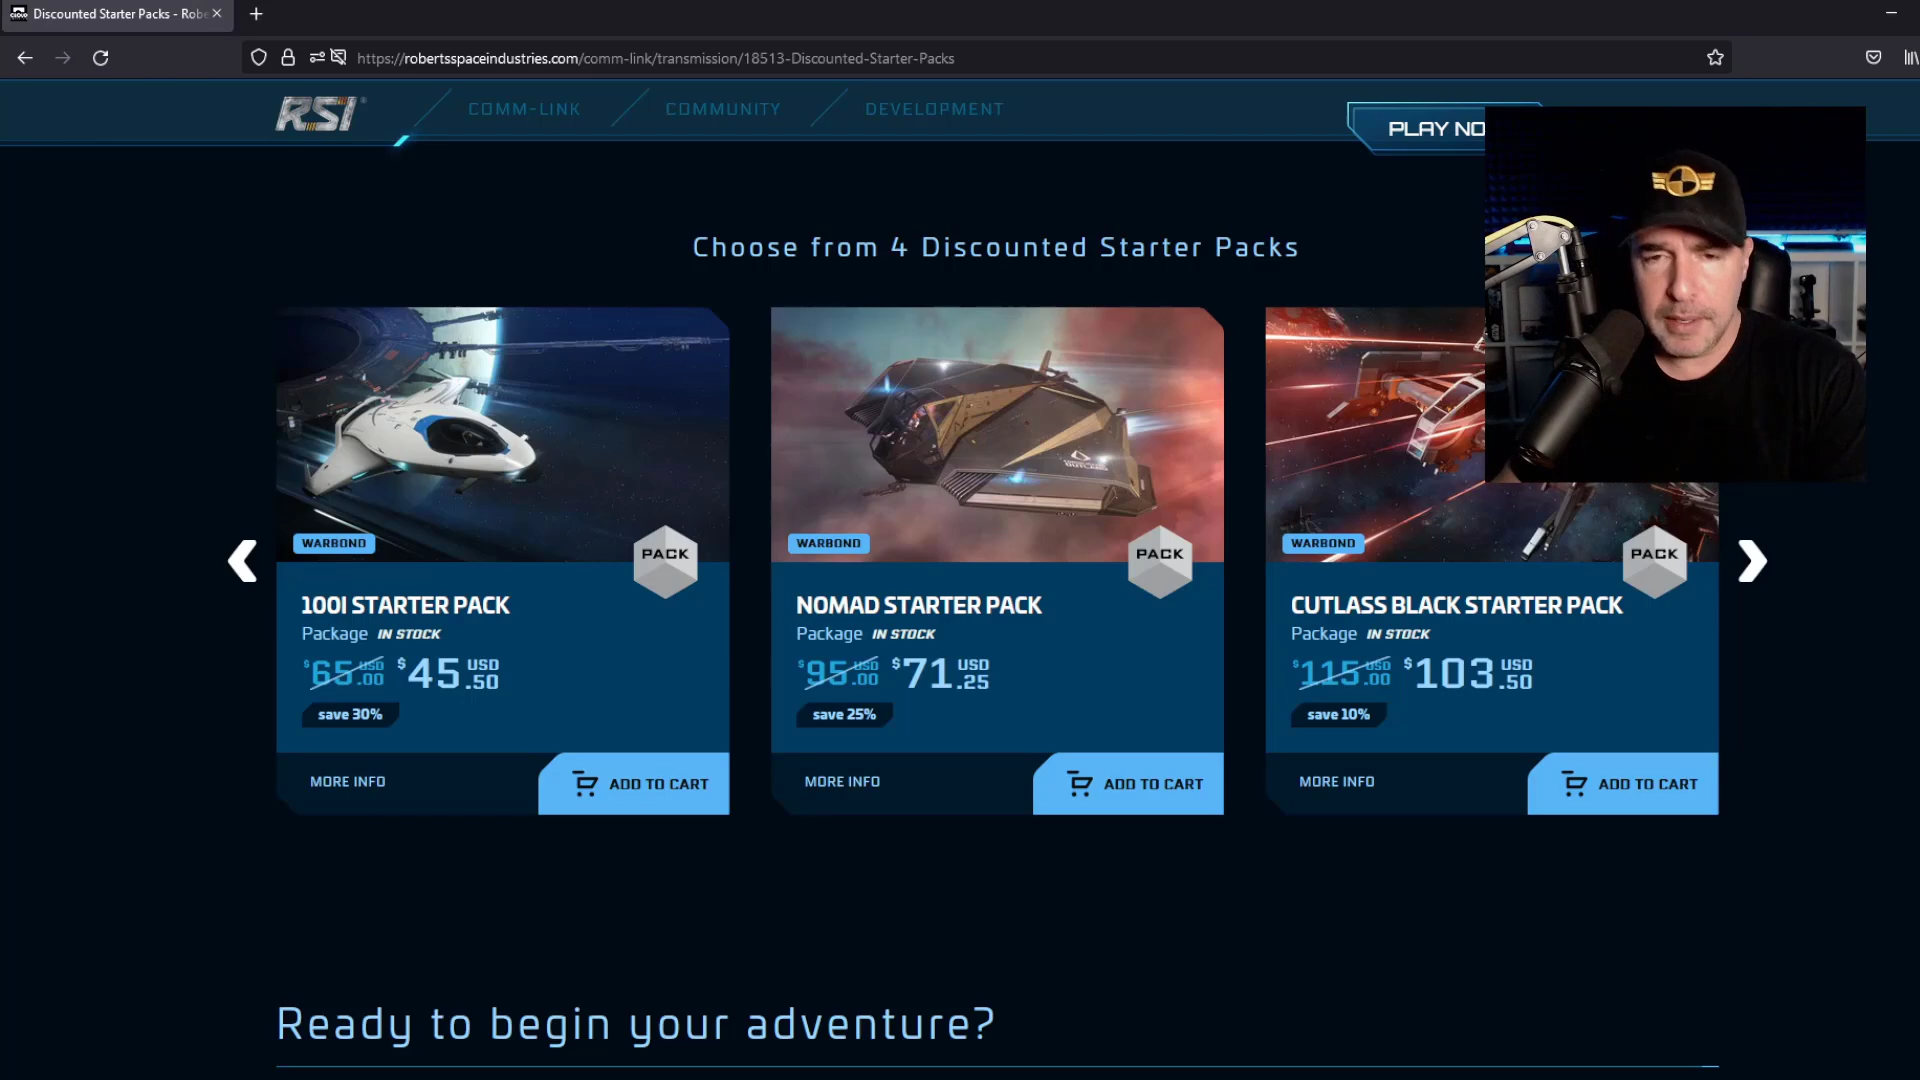 Discounted Starter Packs - Robe
https://robertsspaceindustries.com/comm-link/transmission/18513-Discounted-Starter-Packs
RSI
COMM-LINK
COMMUNITY
DEVELOPMENT
PLAY NO
Choose from 4 Discounted Starter Packs
WARBOND
PACK
100I STARTER PACK
Package IN STOCK
$65.00 USD $45.50 USD
save 30%
MORE INFO
ADD TO CART
WARBOND
PACK
NOMAD STARTER PACK
Package IN STOCK
$95.00 USD $71.25 USD
save 25%
MORE INFO
ADD TO CART
WARBOND
PACK
CUTLASS BLACK STARTER PACK
Package IN STOCK
$115.00 USD $103.50 USD
save 10%
MORE INFO
ADD TO CART
Ready to begin your adventure?